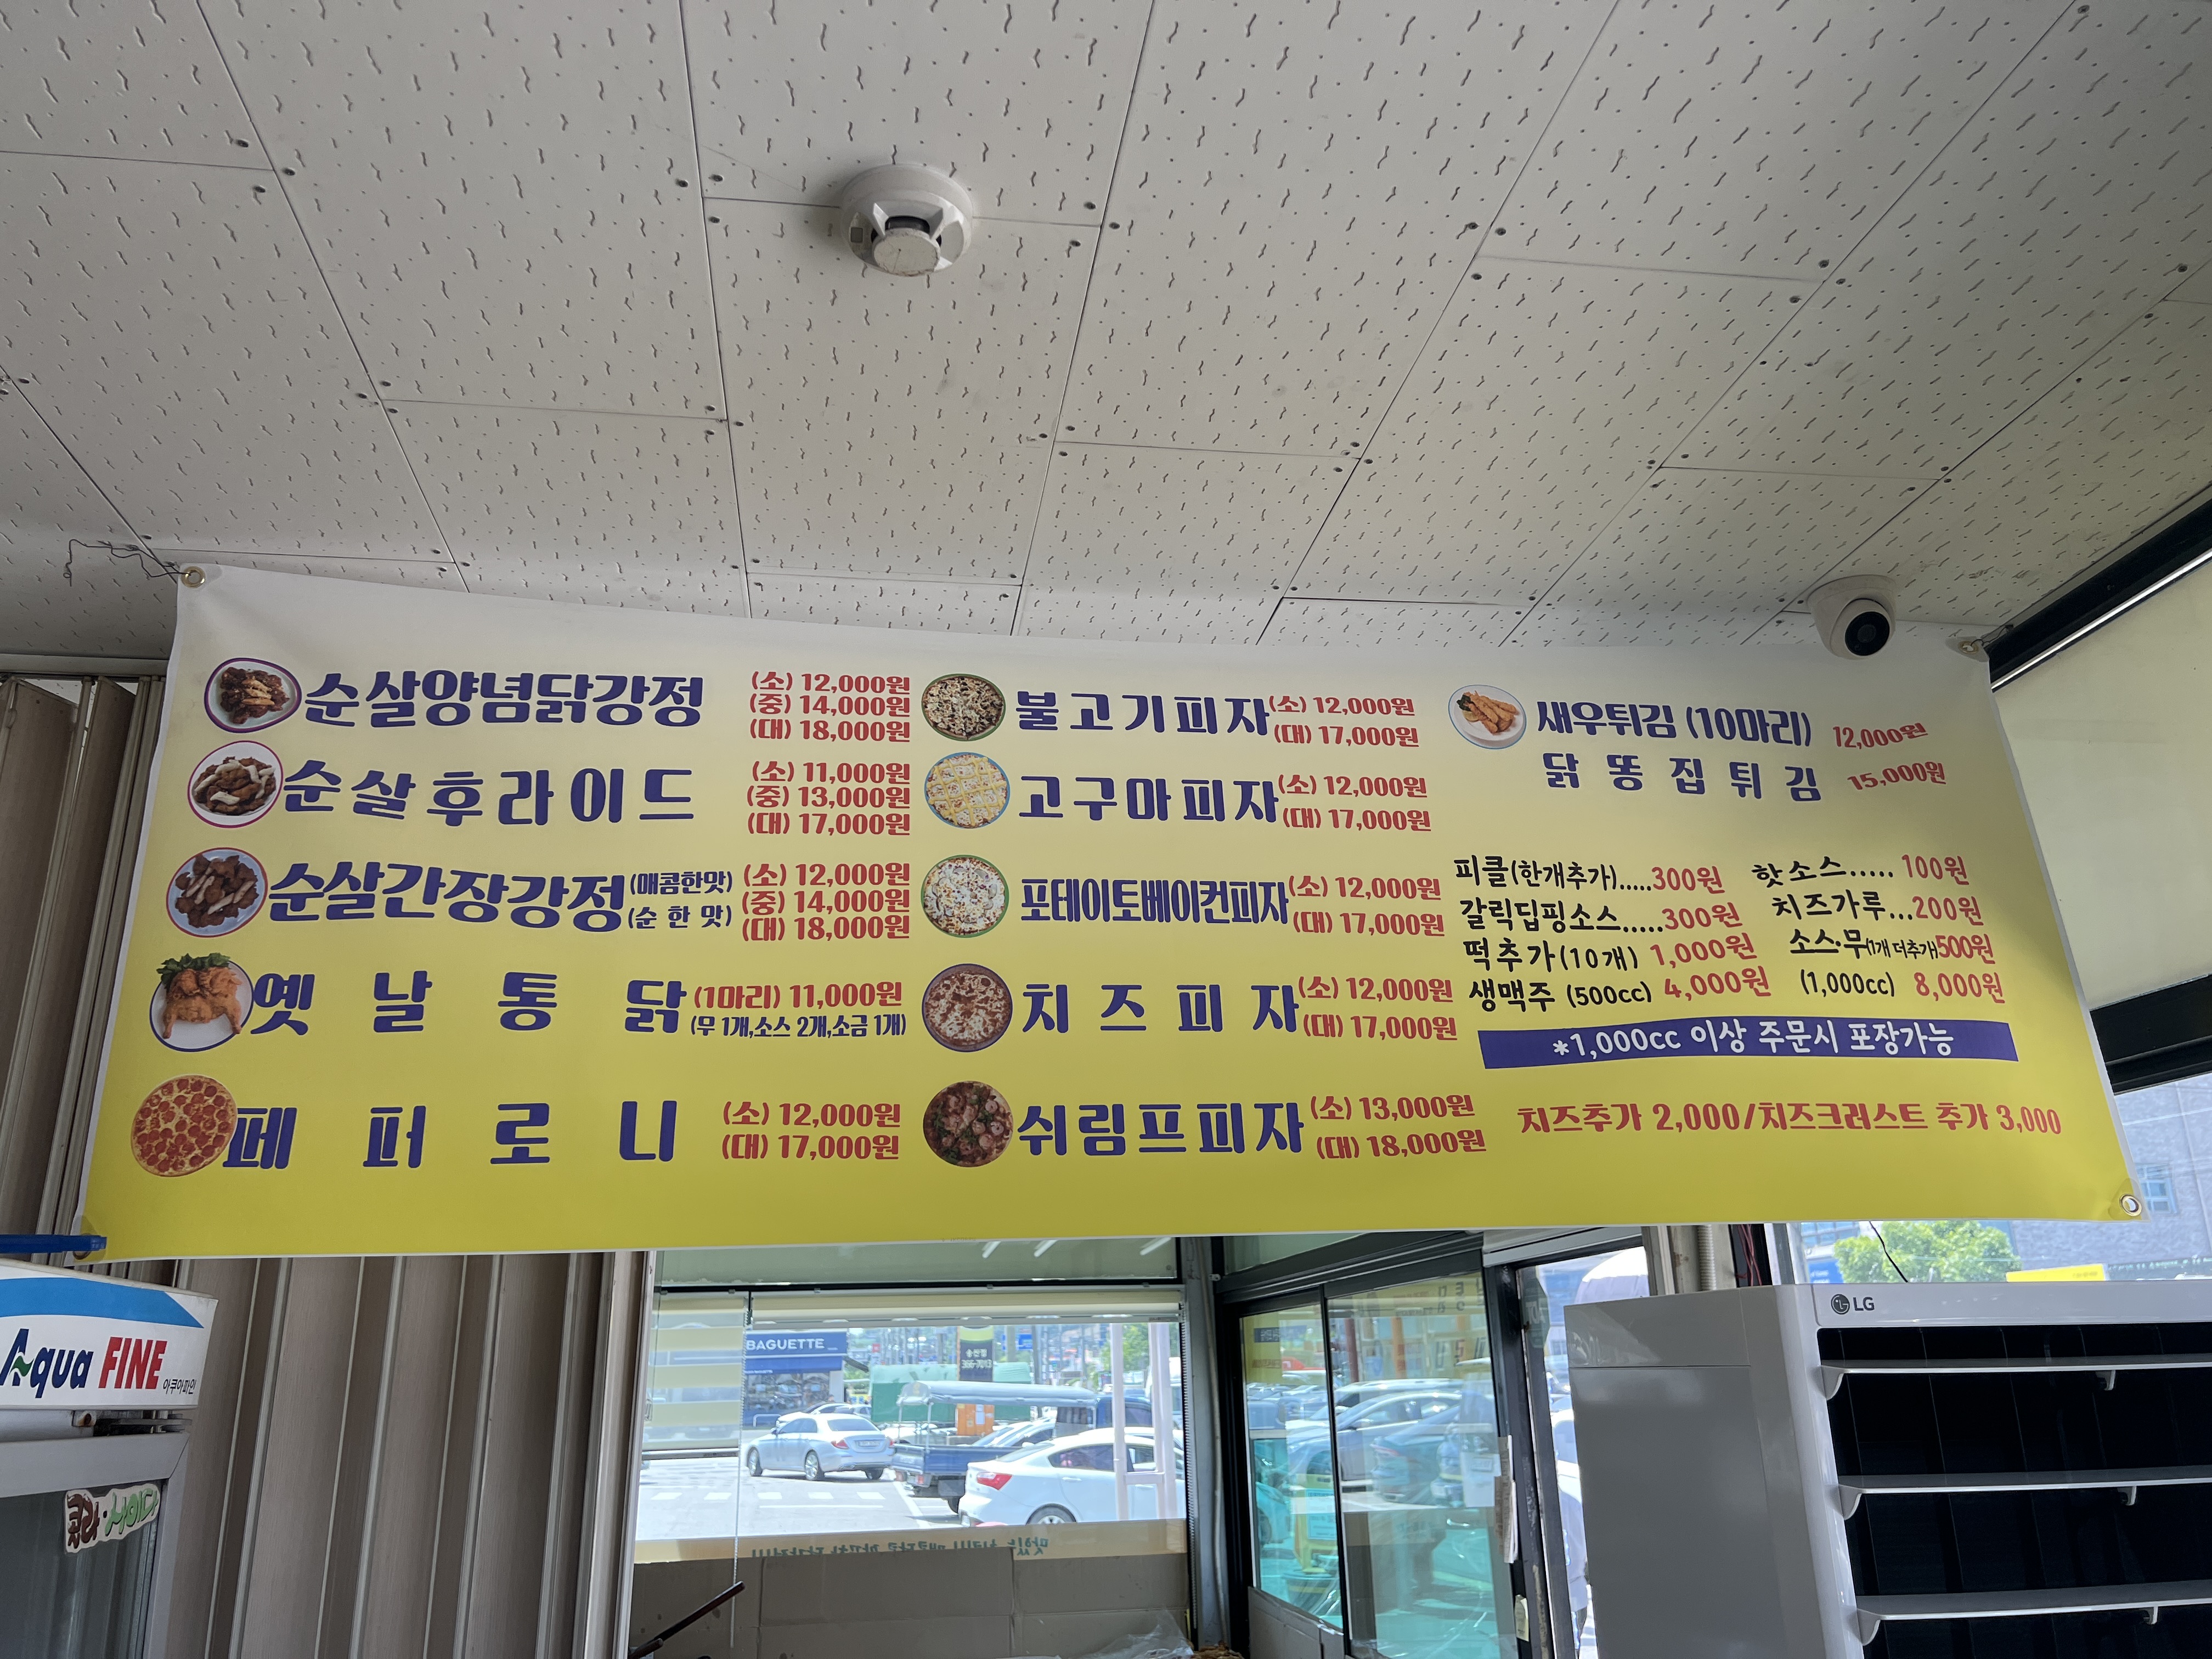 순살양념닭강정
(소) 12,000원
(중) 14,000원
(대) 18,000원
순살후라이드
(소) 11,000원
(중) 13,000원
(대) 17,000원
순살간장강정 (매콤한맛)
(순 한 맛)
(소) 12,000원
(중) 14,000원
(대) 18,000원
옛 날 통 닭 (1마리) 11,000원
(무 1개,소스 2개,소금 1개)
페 퍼 로 니
(소) 12,000원
(대) 17,000원
불고기피자
(소) 12,000원
(대) 17,000원
고구마피자
(소) 12,000원
(대) 17,000원
포테이토베이컨피자
(소) 12,000원
(대) 17,000원
치 즈 피 자
(소) 12,000원
(대) 17,000원
쉬림프피자
(소) 13,000원
(대) 18,000원
새우튀김 (10마리) 12,000원
닭 똥 집 튀 김 15,000원
피클(한개추가).....300원 핫소스..... 100원
갈릭딥핑소스.....300원 치즈가루...200원
떡추가(10개) 1,000원 소스·무(1개 더추가)500원
생맥주 (500cc) 4,000원 (1,000cc) 8,000원
*1,000cc 이상 주문시 포장가능
치즈추가 2,000/치즈크러스트 추가 3,000
Aqua FINE
아쿠아파인
콜라·사이다
BAGUETTE
366-7013
LG